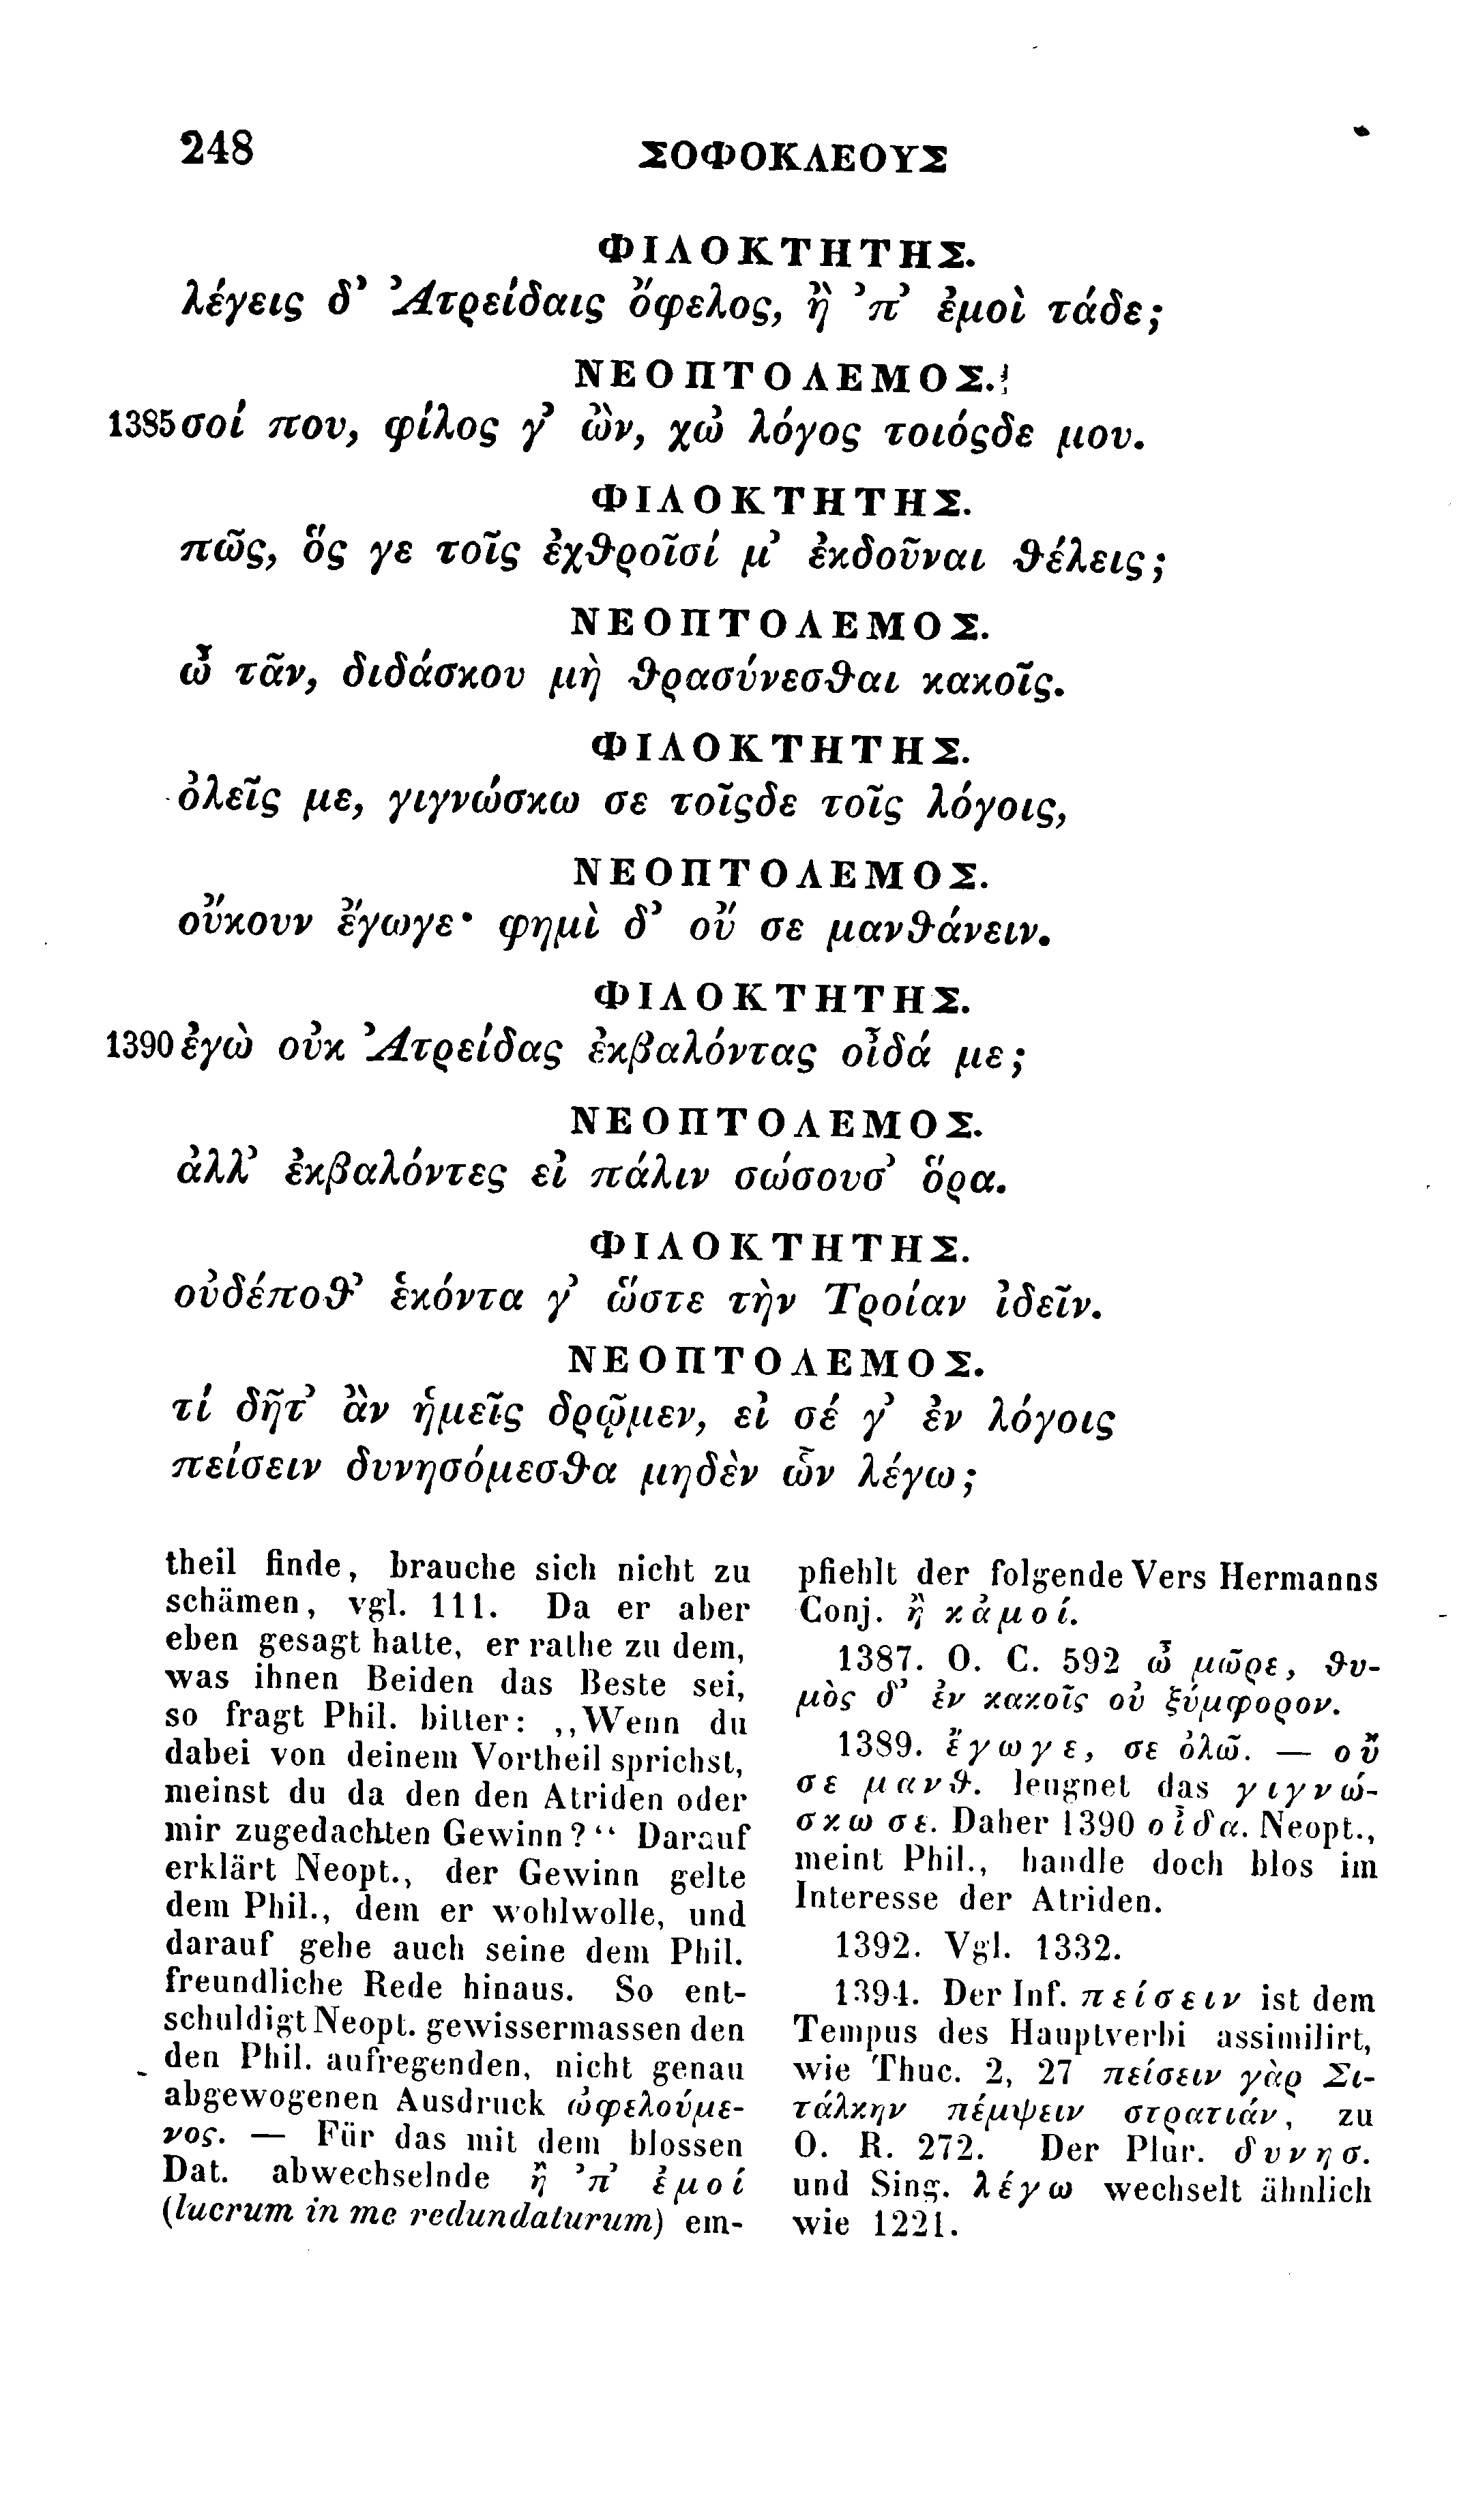 248
ΣΟΦΟΚΛΕΟΥΣ
ΦΙΛΟΚΤΗΤΗΣ.
λέγεις δ’ Ἀτρείδαις ὄφελος, ἢ ’π’ ἐμοὶ τάδε;
ΝΕΟΠΤΟΛΕΜΟΣ.
1385 σοί που, φίλος γ’ ὢν, χὠ λόγος τοιόςδε μου.
ΦΙΛΟΚΤΗΤΗΣ.
πῶς, ὅς γε τοῖς ἐχϑροῖσί μ’ ἐκδοῦναι ϑέλεις;
ΝΕΟΠΤΟΛΕΜΟΣ.
ὦ τᾶν, διδάσκου μὴ ϑρασύνεσϑαι κακοῖς.
ΦΙΛΟΚΤΗΤΗΣ.
ὀλεῖς με, γιγνώσκω σε τοῖςδε τοῖς λόγοις,
ΝΕΟΠΤΟΛΕΜΟΣ.
οὔκουν ἔγωγε· φημὶ δ’ οὔ σε μανϑάνειν.
ΦΙΛΟΚΤΗΤΗΣ.
1390 ἐγὼ οὐκ Ἀτρείδας ἐκβαλόντας οἶδά με;
ΝΕΟΠΤΟΛΕΜΟΣ.
ἀλλ’ ἐκβαλόντες εἰ πάλιν σώσουσ’ ὅρα.
ΦΙΛΟΚΤΗΤΗΣ.
οὐδέποϑ’ ἑκόντα γ’ ὥστε τὴν Τροίαν ἰδεῖν.
ΝΕΟΠΤΟΛΕΜΟΣ.
τί δῆτ’ ἂν ἡμεῖς δρῷμεν, εἰ σέ γ’ ἐν λόγοις
πείσειν δυνησόμεσϑα μηδὲν ὧν λέγω;
theil finde, brauche sich nicht zu
schämen, vgl. 111. Da er aber
eben gesagt hatte, er rathe zu dem,
was ihnen Beiden das Beste sei,
so fragt Phil. bitter: ,,Wenn du
dabei von deinem Vortheil sprichst,
meinst du da den den Atriden oder
mir zugedachten Gewinn?“ Darauf
erklärt Neopt., der Gewinn gelte
dem Phil., dem er wohlwolle, und
darauf gehe auch seine dem Phil.
freundliche Rede hinaus. So ent-
schuldigt Neopt. gewissermassen den
den Phil. aufregenden, nicht genau
abgewogenen Ausdruck ὠφελούμε-
νος. — Für das mit dem blossen
Dat. abwechselnde ἢ ’π’ ἐμοί
(lucrum in me redundaturum) em-
pfiehlt der folgende Vers Hermanns
Conj. ἢ κἀμοί.
1387. O. C. 592 ὦ μῶρε, ϑυ-
μὸς δ’ ἐν κακοῖς οὐ ξύμφορον.
1389. ἔγωγε, σε ὀλῶ. — οὔ
σε μανϑ. leugnet das γιγνώ-
σκω σε. Daher 1390 οἶδα. Neopt.,
meint Phil., handle doch blos im
Interesse der Atriden.
1392. Vgl. 1332.
1394. Der Inf. πείσειν ist dem
Tempus des Hauptverbi assimilirt,
wie Thuc. 2, 27 πείσειν γὰρ Σι-
τάλκην πέμψειν στρατιάν, zu
O. R. 272. Der Plur. δυνησ.
und Sing. λέγω wechselt ähnlich
wie 1221.